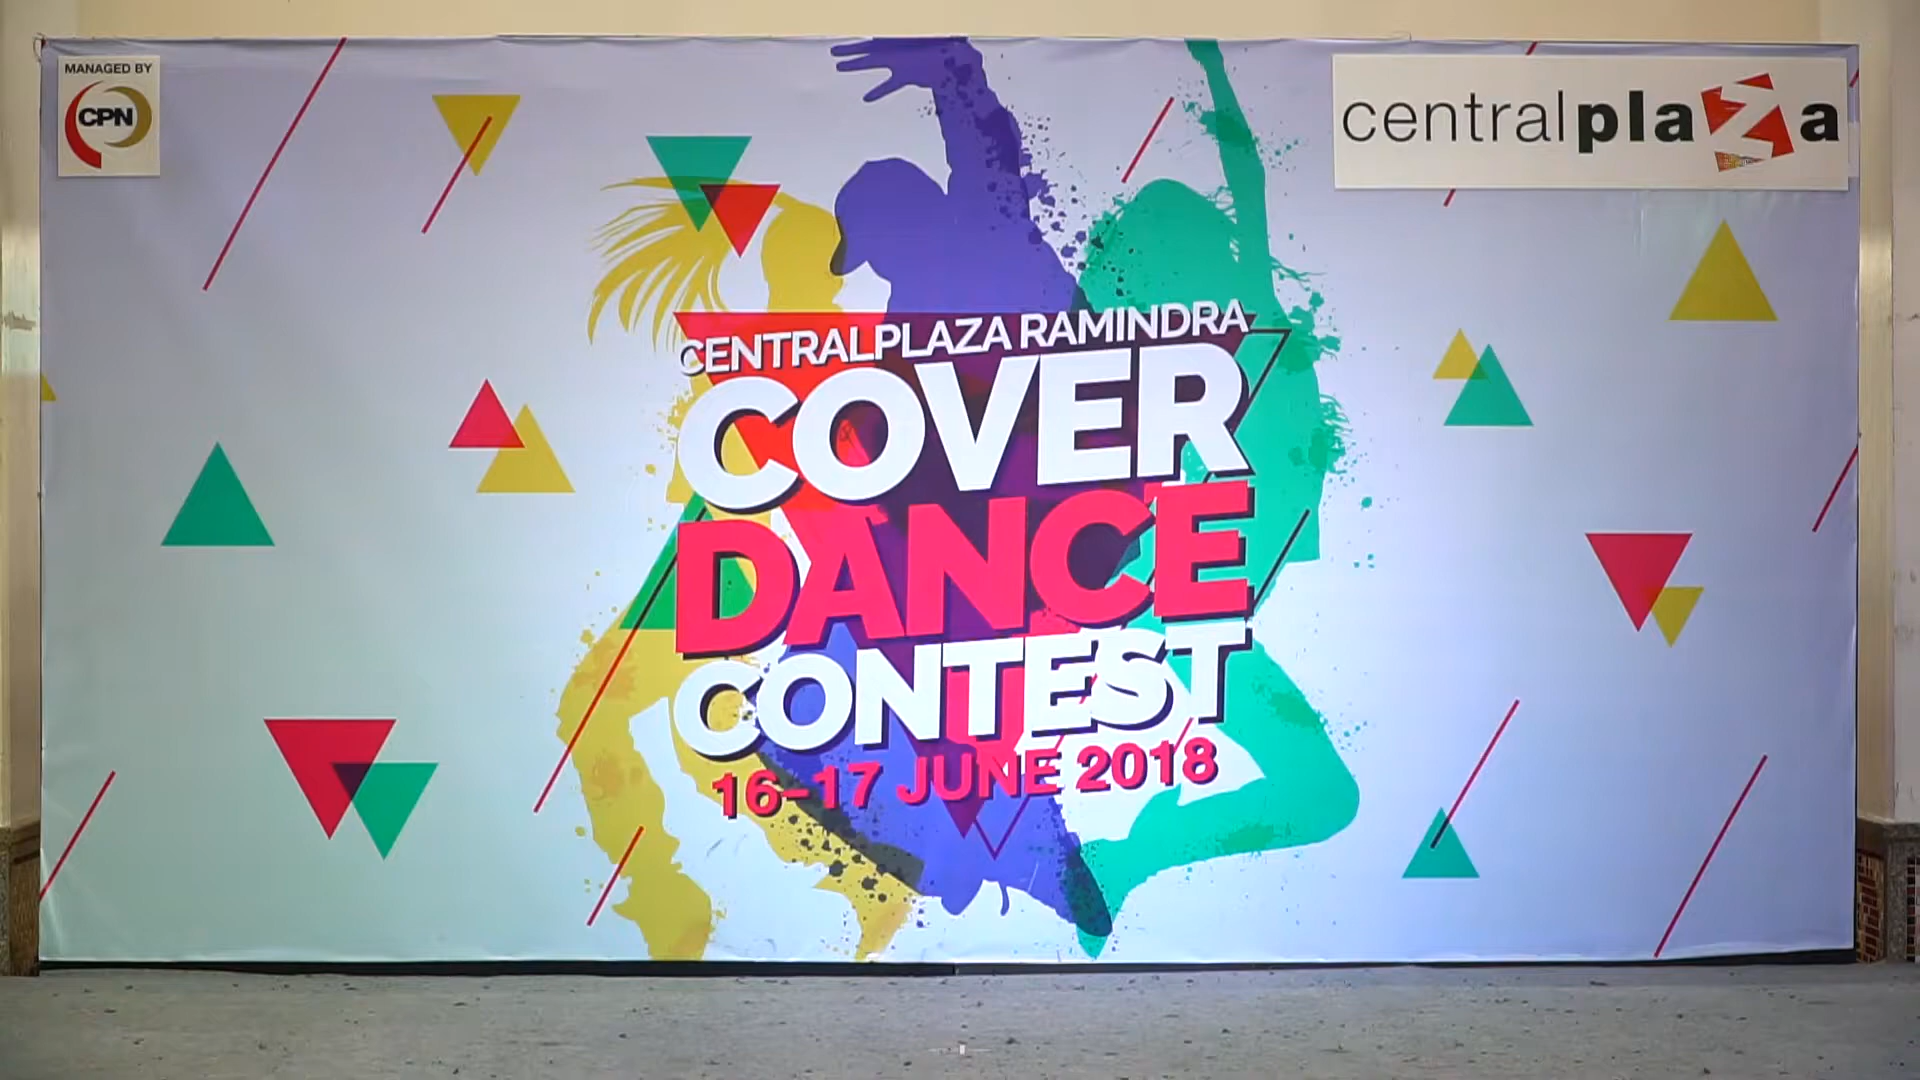 MANAGED BY
CPN
centralplaza
CENTRALPLAZA RAMINDRA
COVER
DANCE
CONTEST
16-17 JUNE 2018